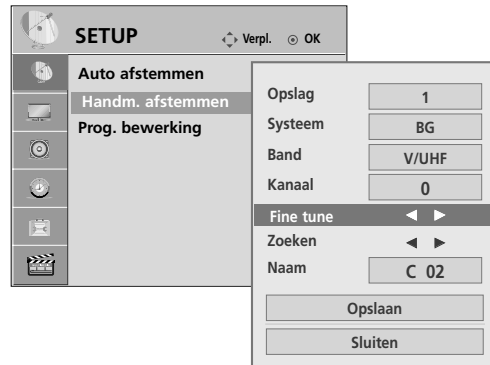 SETUP
Verpl. OK
Auto afstemmen
Handm. afstemmen
Prog. bewerking
Opslag 1
Systeem BG
Band V/UHF
Kanaal 0
Fine tune ◄ ►
Zoeken ◄ ►
Naam C 02
Opslaan
Sluiten